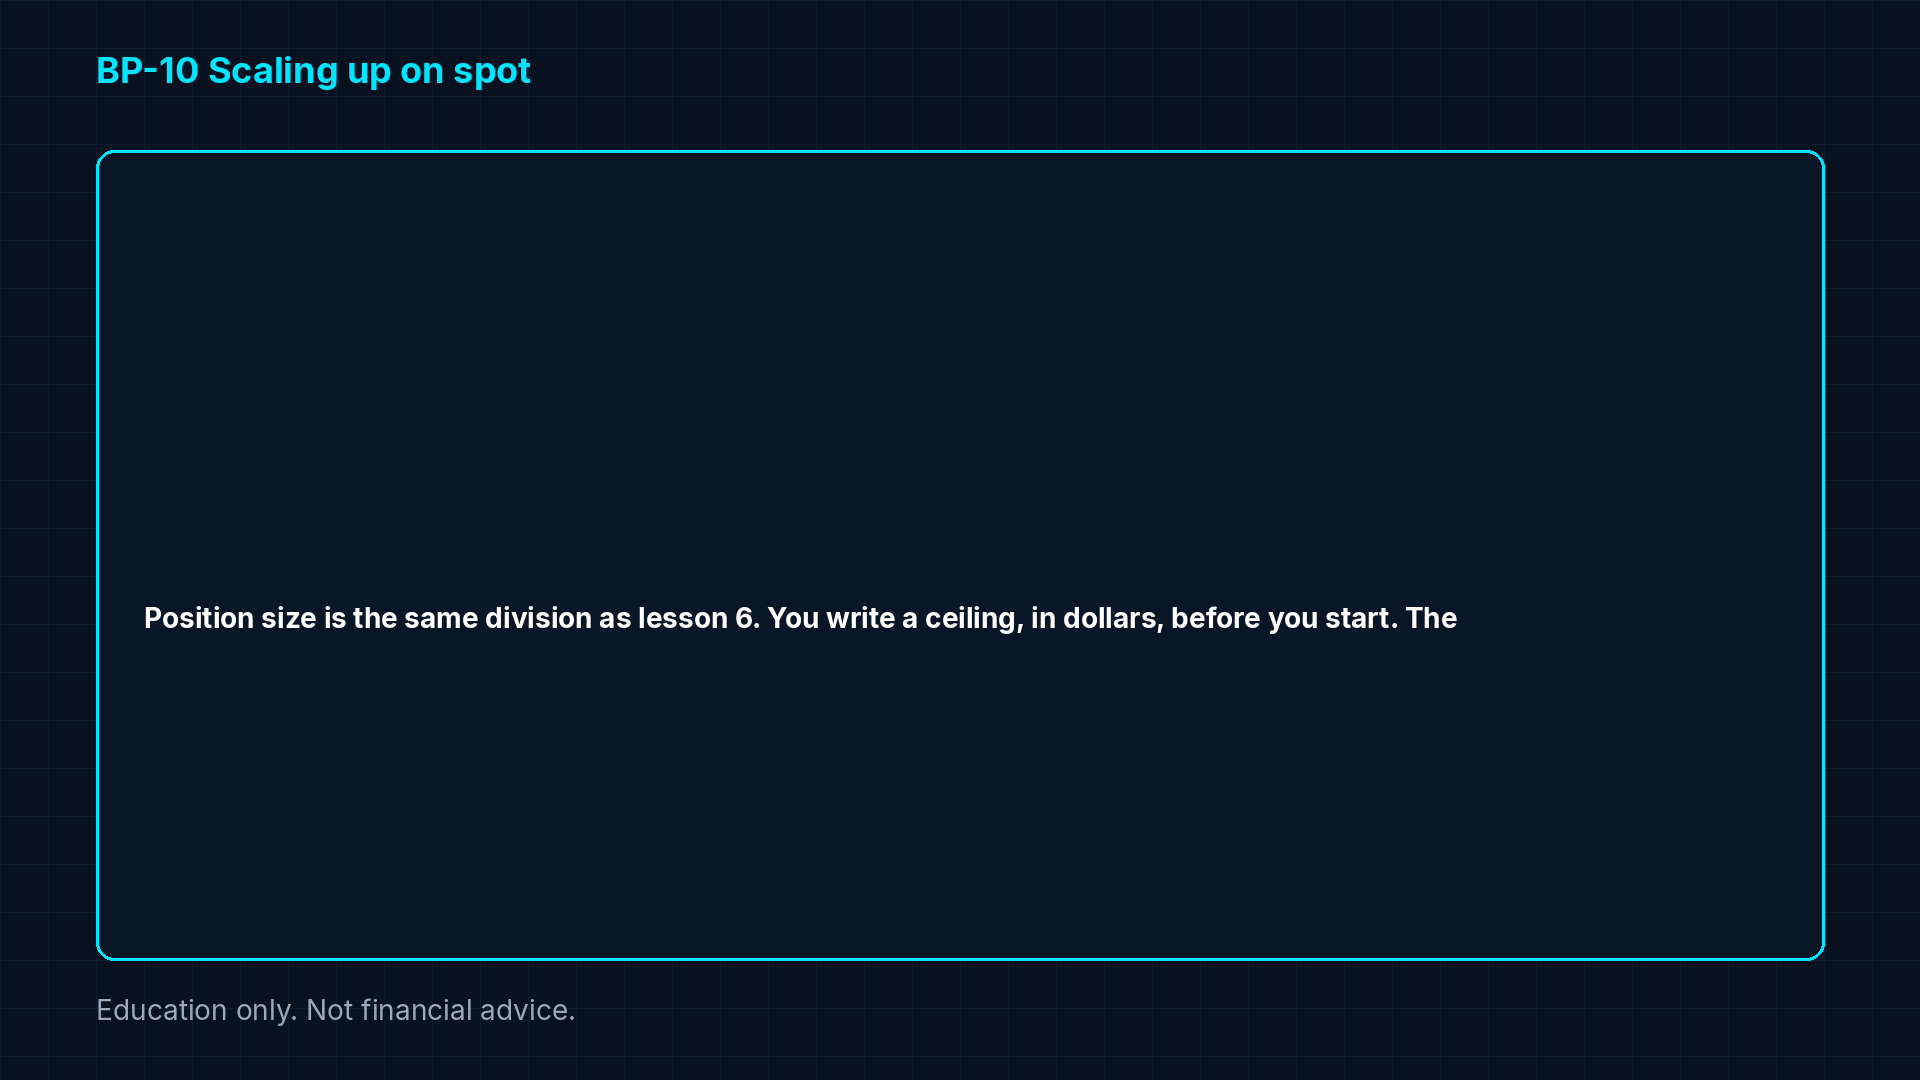 BP-10 Scaling up on spot
Position size is the same division as lesson 6. You write a ceiling, in dollars, before you start. The
Education only. Not financial advice.